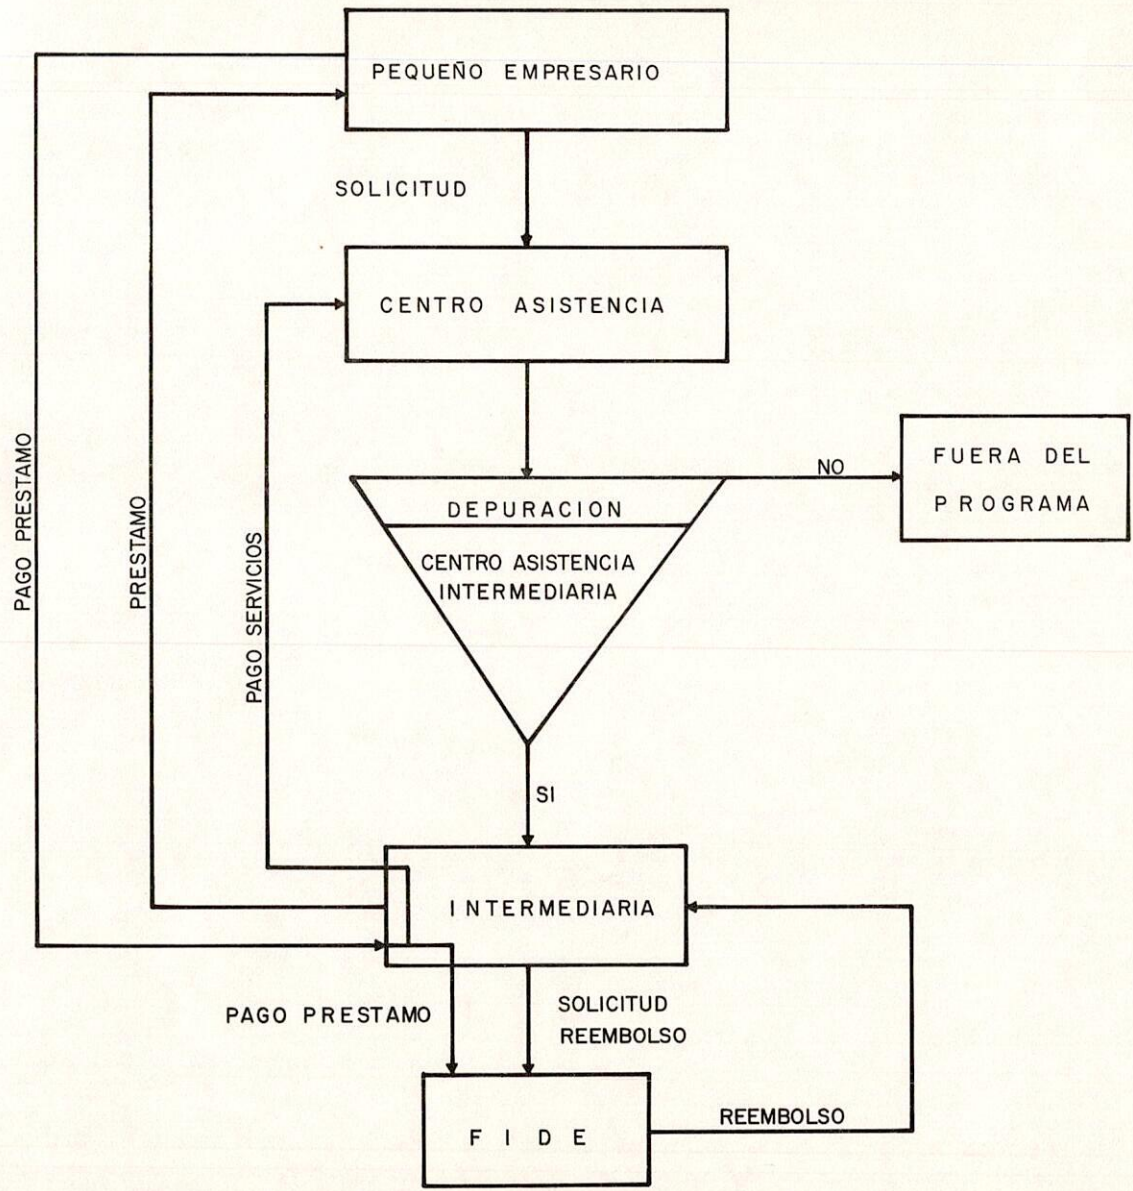 PEQUEÑO EMPRESARIO
SOLICITUD
CENTRO ASISTENCIA
FUERA DEL
PROGRAMA
NO
DEPURACION
CENTRO ASISTENCIA
INTERMEDIARIA
PAGO PRESTAMO
PRESTAMO
PAGO SERVICIOS
SI
INTERMEDIARIA
PAGO PRESTAMO
SOLICITUD
REEMBOLSO
FIDE
REEMBOLSO